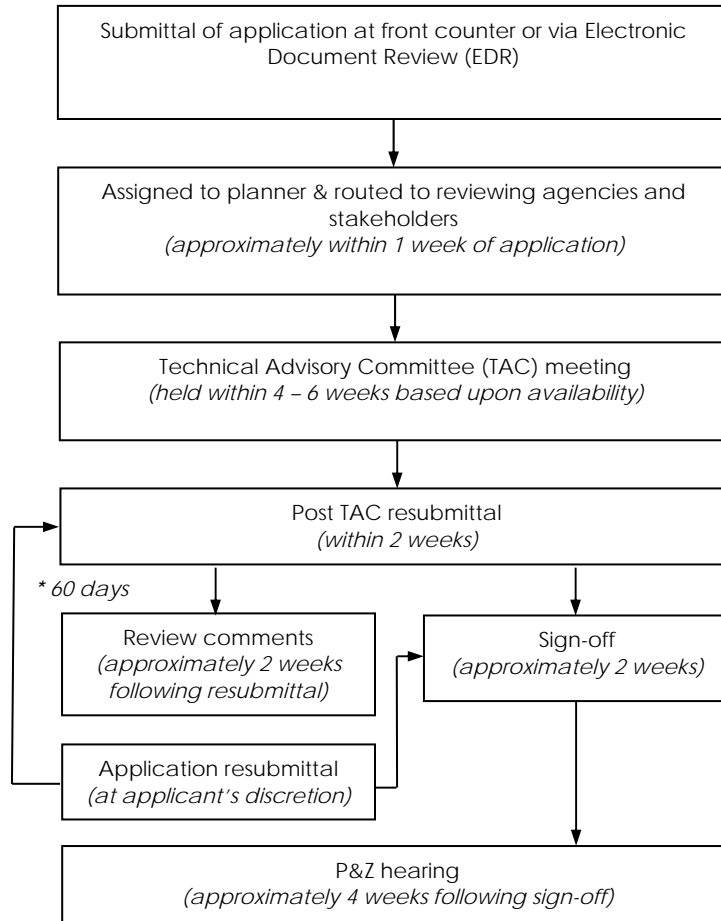 Submittal of application at front counter or via Electronic
Document Review (EDR)
Assigned to planner & routed to reviewing agencies and
stakeholders
(approximately within 1 week of application)
Technical Advisory Committee (TAC) meeting
(held within 4 – 6 weeks based upon availability)
Post TAC resubmittal
(within 2 weeks)
* 60 days
Review comments
(approximately 2 weeks
following resubmittal)
Sign-off
(approximately 2 weeks)
Application resubmittal
(at applicant’s discretion)
P&Z hearing
(approximately 4 weeks following sign-off)